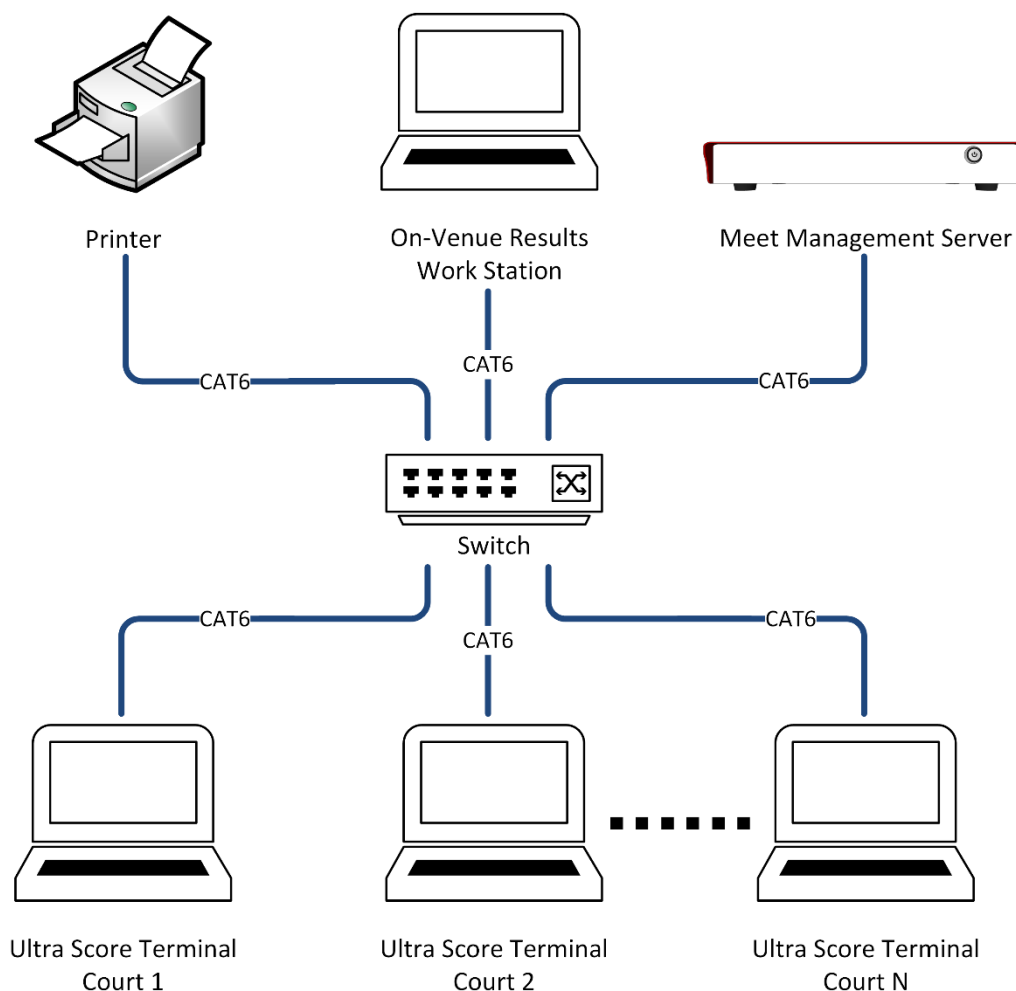 Printer
On-Venue Results
Work Station
Meet Management Server
CAT6
CAT6
CAT6
Switch
CAT6
CAT6
CAT6
Ultra Score Terminal
Court 1
Ultra Score Terminal
Court 2
Ultra Score Terminal
Court N